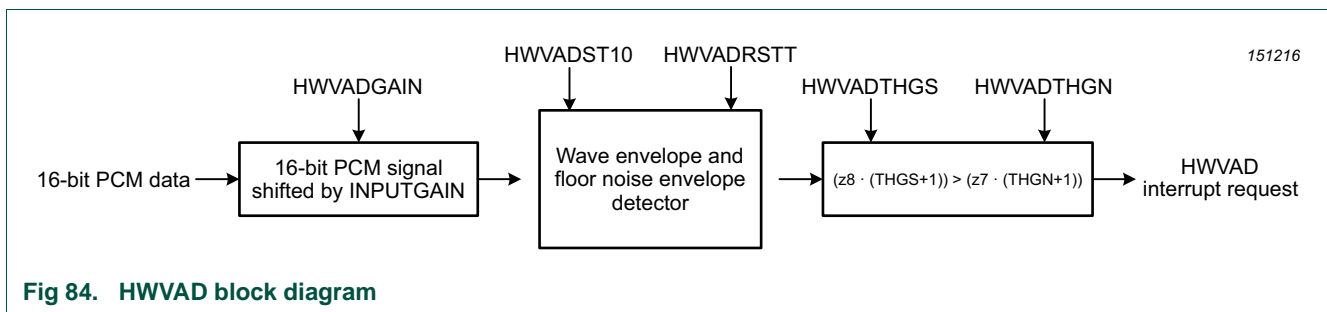 HWVADST10 HWVADRSTT
151216
HWVADGAIN
HWVADTHGS HWVADTHGN
16-bit PCM data
16-bit PCM signal
shifted by INPUTGAIN
Wave envelope and
floor noise envelope
detector
(z8 · (THGS+1)) > (z7 · (THGN+1))
HWVAD
interrupt request
Fig 84. HWVAD block diagram